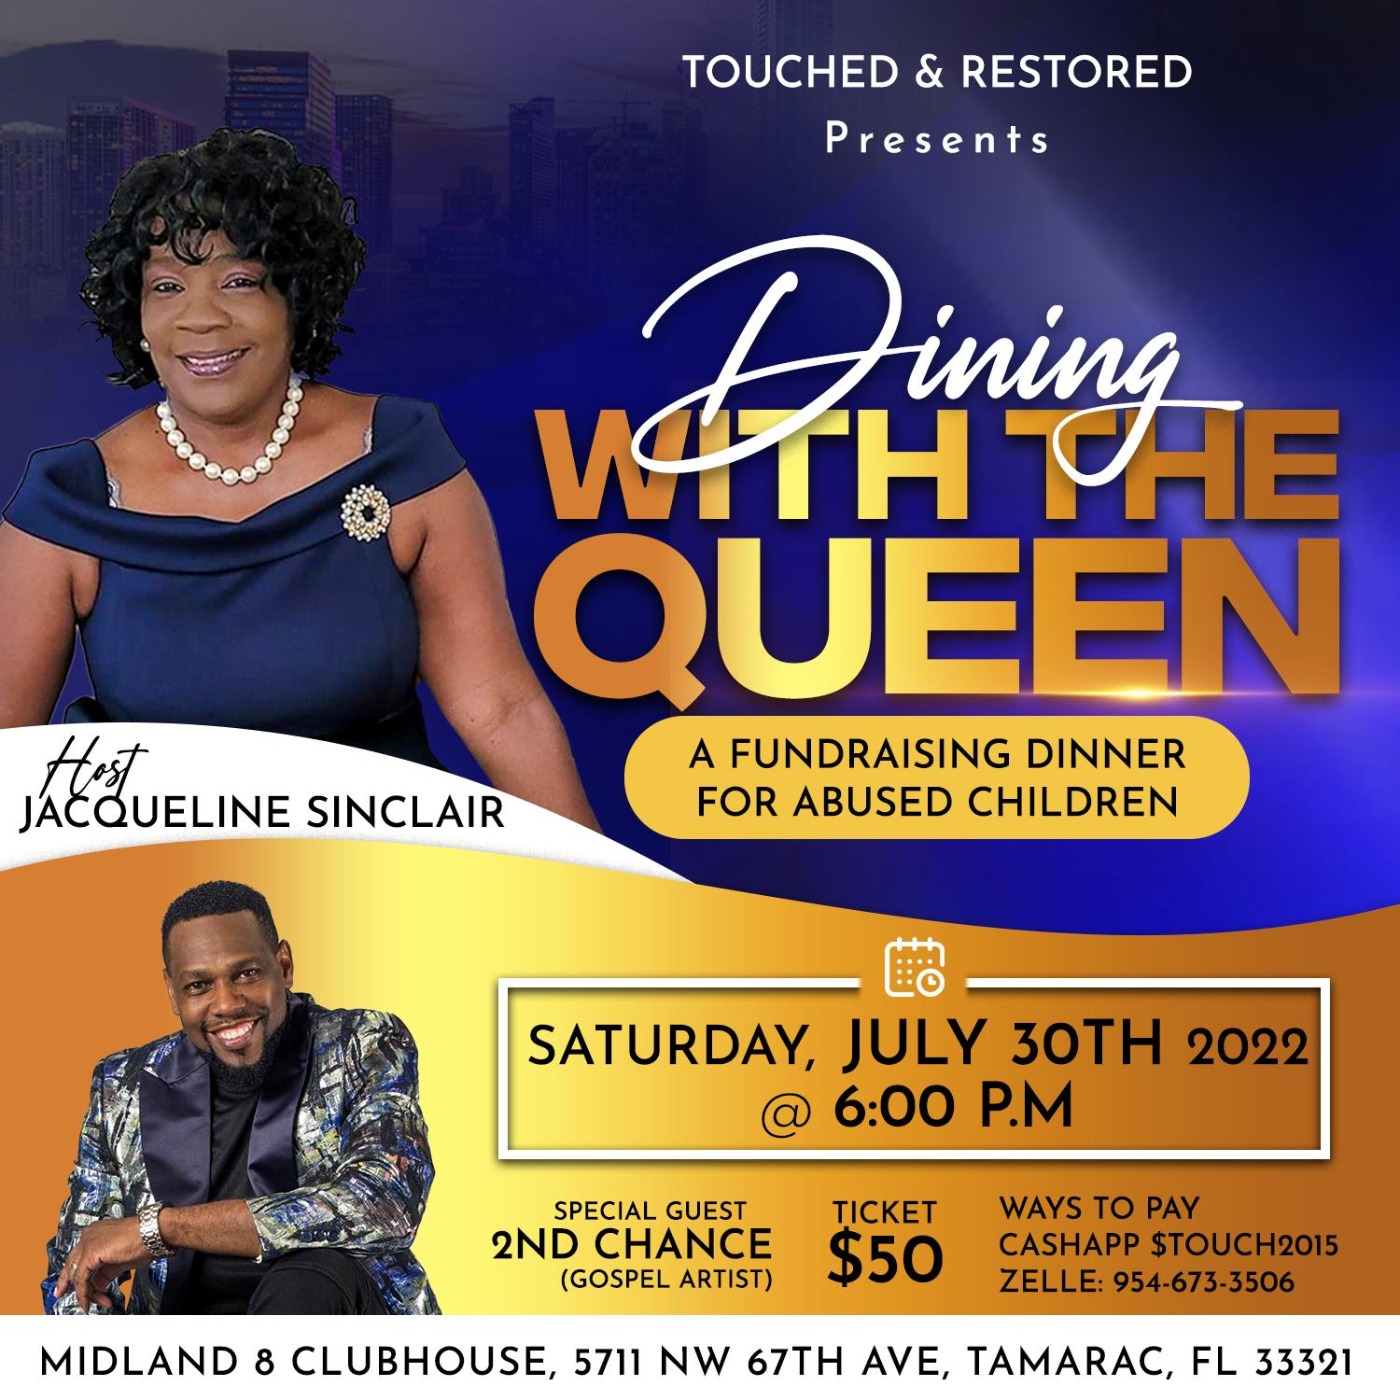 TOUCHED & RESTORED
Presents
Dining
WITH THE
QUEEN
A FUNDRAISING DINNER
FOR ABUSED CHILDREN
Host
JACQUELINE SINCLAIR
SATURDAY, JULY 30TH 2022
@ 6:00 P.M
SPECIAL GUEST
2ND CHANCE
(GOSPEL ARTIST)
TICKET
$50
WAYS TO PAY
CASHAPP $TOUCH2015
ZELLE: 954-673-3506
MIDLAND 8 CLUBHOUSE, 5711 NW 67TH AVE, TAMARAC, FL 33321